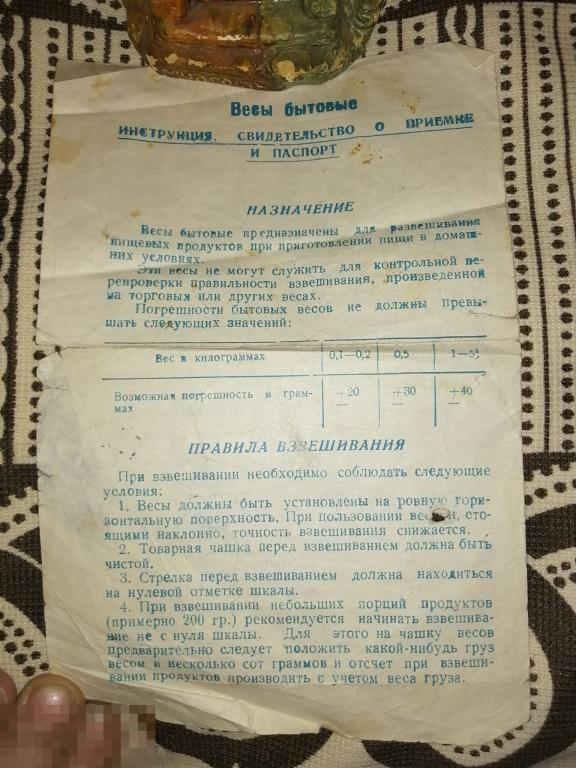 Весы бытовые
ИНСТРУКЦИЯ, СВИДЕТЕЛЬСТВО О ПРИЕМКЕ
И ПАСПОРТ
НАЗНАЧЕНИЕ
Весы бытовые предназначены для развешивания
пищевых продуктов при приготовлении пищи в домаш-
них условиях.
Эти весы не могут служить для контрольной пе-
репроверки правильности взвешивания, произведенной
на торговых или других весах.
Погрешности бытовых весов не должны превы-
шать следующих значений:
Вес в килограммах 0,1—0,2 0,5 1—5
Возможная погрешность в грам- ±20 ±30 ±40
мах
ПРАВИЛА ВЗВЕШИВАНИЯ
При взвешивании необходимо соблюдать следующие
условия:
1. Весы должны быть установлены на ровную гори-
зонтальную поверхность. При пользовании весами, сто-
ящими наклонно, точность взвешивания снижается.
2. Товарная чашка перед взвешиванием должна быть
чистой.
3. Стрелка перед взвешиванием должна находиться
на нулевой отметке шкалы.
4. При взвешивании небольших порций продуктов
(примерно 200 гр.) рекомендуется начинать взвешива-
ние не с нуля шкалы. Для этого на чашку весов
предварительно следует положить какой-нибудь груз
весом в несколько сот граммов и отсчет при взвеши-
вании продуктов производить с учетом веса груза.